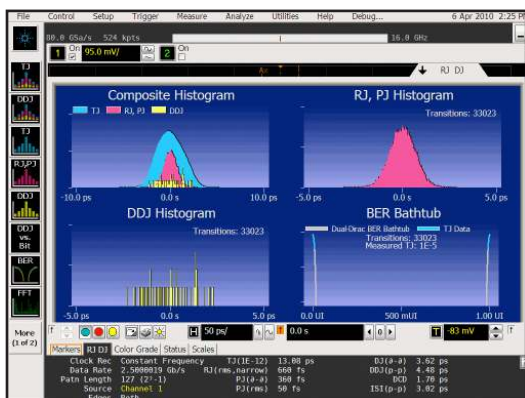 File Control Setup Trigger Measure Analyze Utilities Help Debug... 6 Apr 2010 2:25 P
80.0 GSa/s 524 kpts 16.0 GHz
1 On 95.0 mV/ 2 On
RJ DJ
TJ
DDJ
TJ
RJ,PJ
DDJ
DDJ
vs.
Bit
BER
FFT
More
(1 of 2)
Composite Histogram
TJ RJ, PJ DDJ
-10.0 ps 0.0 s 10.0 ps
RJ, PJ Histogram
Transitions: 33023
-5.0 ps 0.0 s 5.0 ps
DDJ Histogram
Transitions: 33023
-5.0 ps 0.0 s 5.0 ps
BER Bathtub
Dual-Dirac BER Bathtub TJ Data
Transitions: 33023
Measured TJ: 1E-5
0.0 UI 500 mUI 1.00 UI
H 50 ps/ 0.0 s 0 T -83 mV
Markers RJ DJ Color Grade Status Scales
Clock Rec Constant Frequency TJ(1E-12) 13.08 ps DJ(∂-∂) 3.62 ps
Data Rate 2.5000019 Gb/s RJ(rms,narrow) 660 fs DDJ(p-p) 4.48 ps
Patn Length 127 (2⁷-1) PJ(∂-∂) 360 fs DCD 1.70 ps
Source Channel 1 PJ(rms) 50 fs ISI(p-p) 3.02 ps
Edges Both